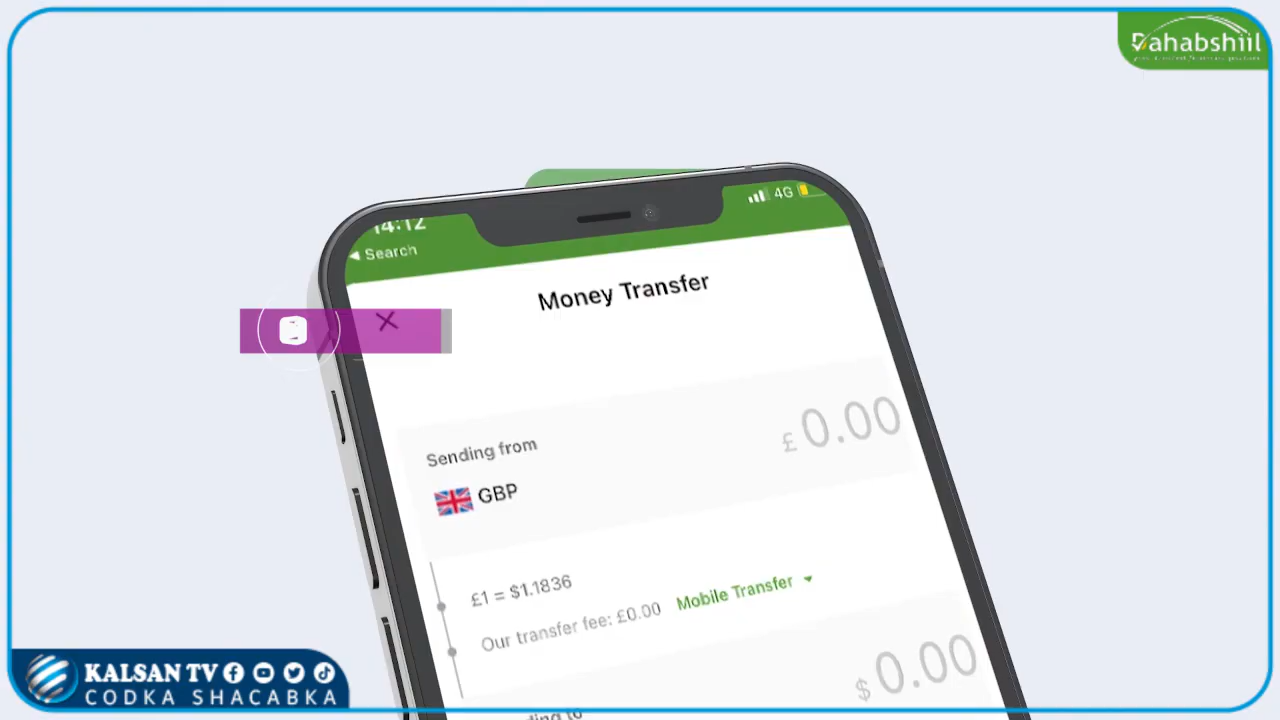 Dahabshiil
14:12
4G
Search
Money Transfer
Sending from
£ 0.00
GBP
£1 = $1.1836
Our transfer fee: £0.00 Mobile Transfer
$ 0.00
KALSAN TV
CODKA SHACABKA